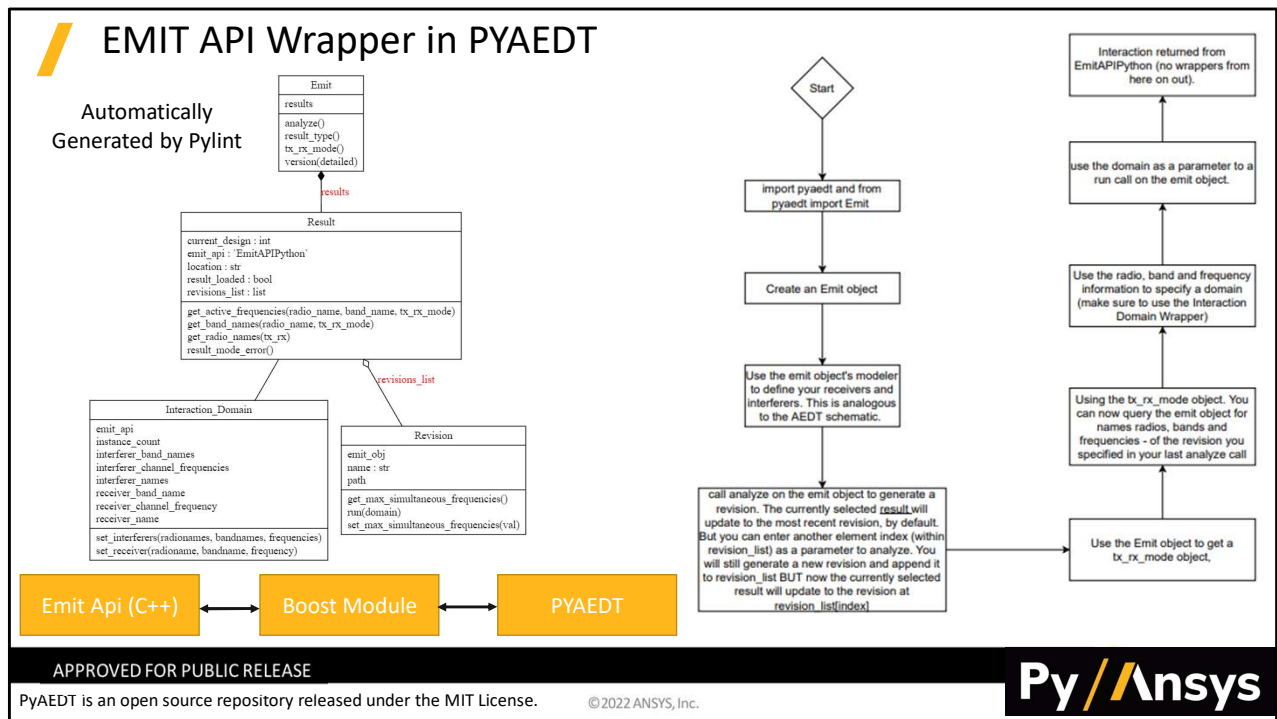 EMIT API Wrapper in PYAEDT
Automatically
Generated by Pylint
Emit
results
analyze()
result_type()
tx_rx_mode()
version(detailed)
results
Result
current_design : int
emit_api : `EmitAPIPython`
location : str
result_loaded : bool
revisions_list : list
get_active_frequencies(radio_name, band_name, tx_rx_mode)
get_band_names(radio_name, tx_rx_mode)
get_radio_names(tx_rx)
result_mode_error()
revisions_list
Interaction_Domain
emit_api
instance_count
interferer_band_names
interferer_channel_frequencies
interferer_names
receiver_band_name
receiver_channel_frequency
receiver_name
set_interferers(radionames, bandnames, frequencies)
set_receiver(radioname, bandname, frequency)
Revision
emit_obj
name : str
path
get_max_simultaneous_frequencies()
run(domain)
set_max_simultaneous_frequencies(val)
Emit Api (C++)
Boost Module
PYAEDT
Start
import pyaedt and from
pyaedt import Emit
Create an Emit object
Use the emit object's modeler
to define your receivers and
interferers. This is analogous
to the AEDT schematic.
call analyze on the emit object to generate a
revision. The currently selected result will
update to the most recent revision, by default.
But you can enter another element index (within
revision_list) as a parameter to analyze. You
will still generate a new revision and append it
to revision_list BUT now the currently selected
result will update to the revision at
revision_list[index]
Use the Emit object to get a
tx_rx_mode object,
Using the tx_rx_mode object. You
can now query the emit object for
names radios, bands and
frequencies - of the revision you
specified in your last analyze call
Use the radio, band and frequency
information to specify a domain
(make sure to use the Interaction
Domain Wrapper)
use the domain as a parameter to a
run call on the emit object.
Interaction returned from
EmitAPIPython (no wrappers from
here on out).
APPROVED FOR PUBLIC RELEASE
PyAEDT is an open source repository released under the MIT License.
©2022 ANSYS, Inc.
Py//Ansys